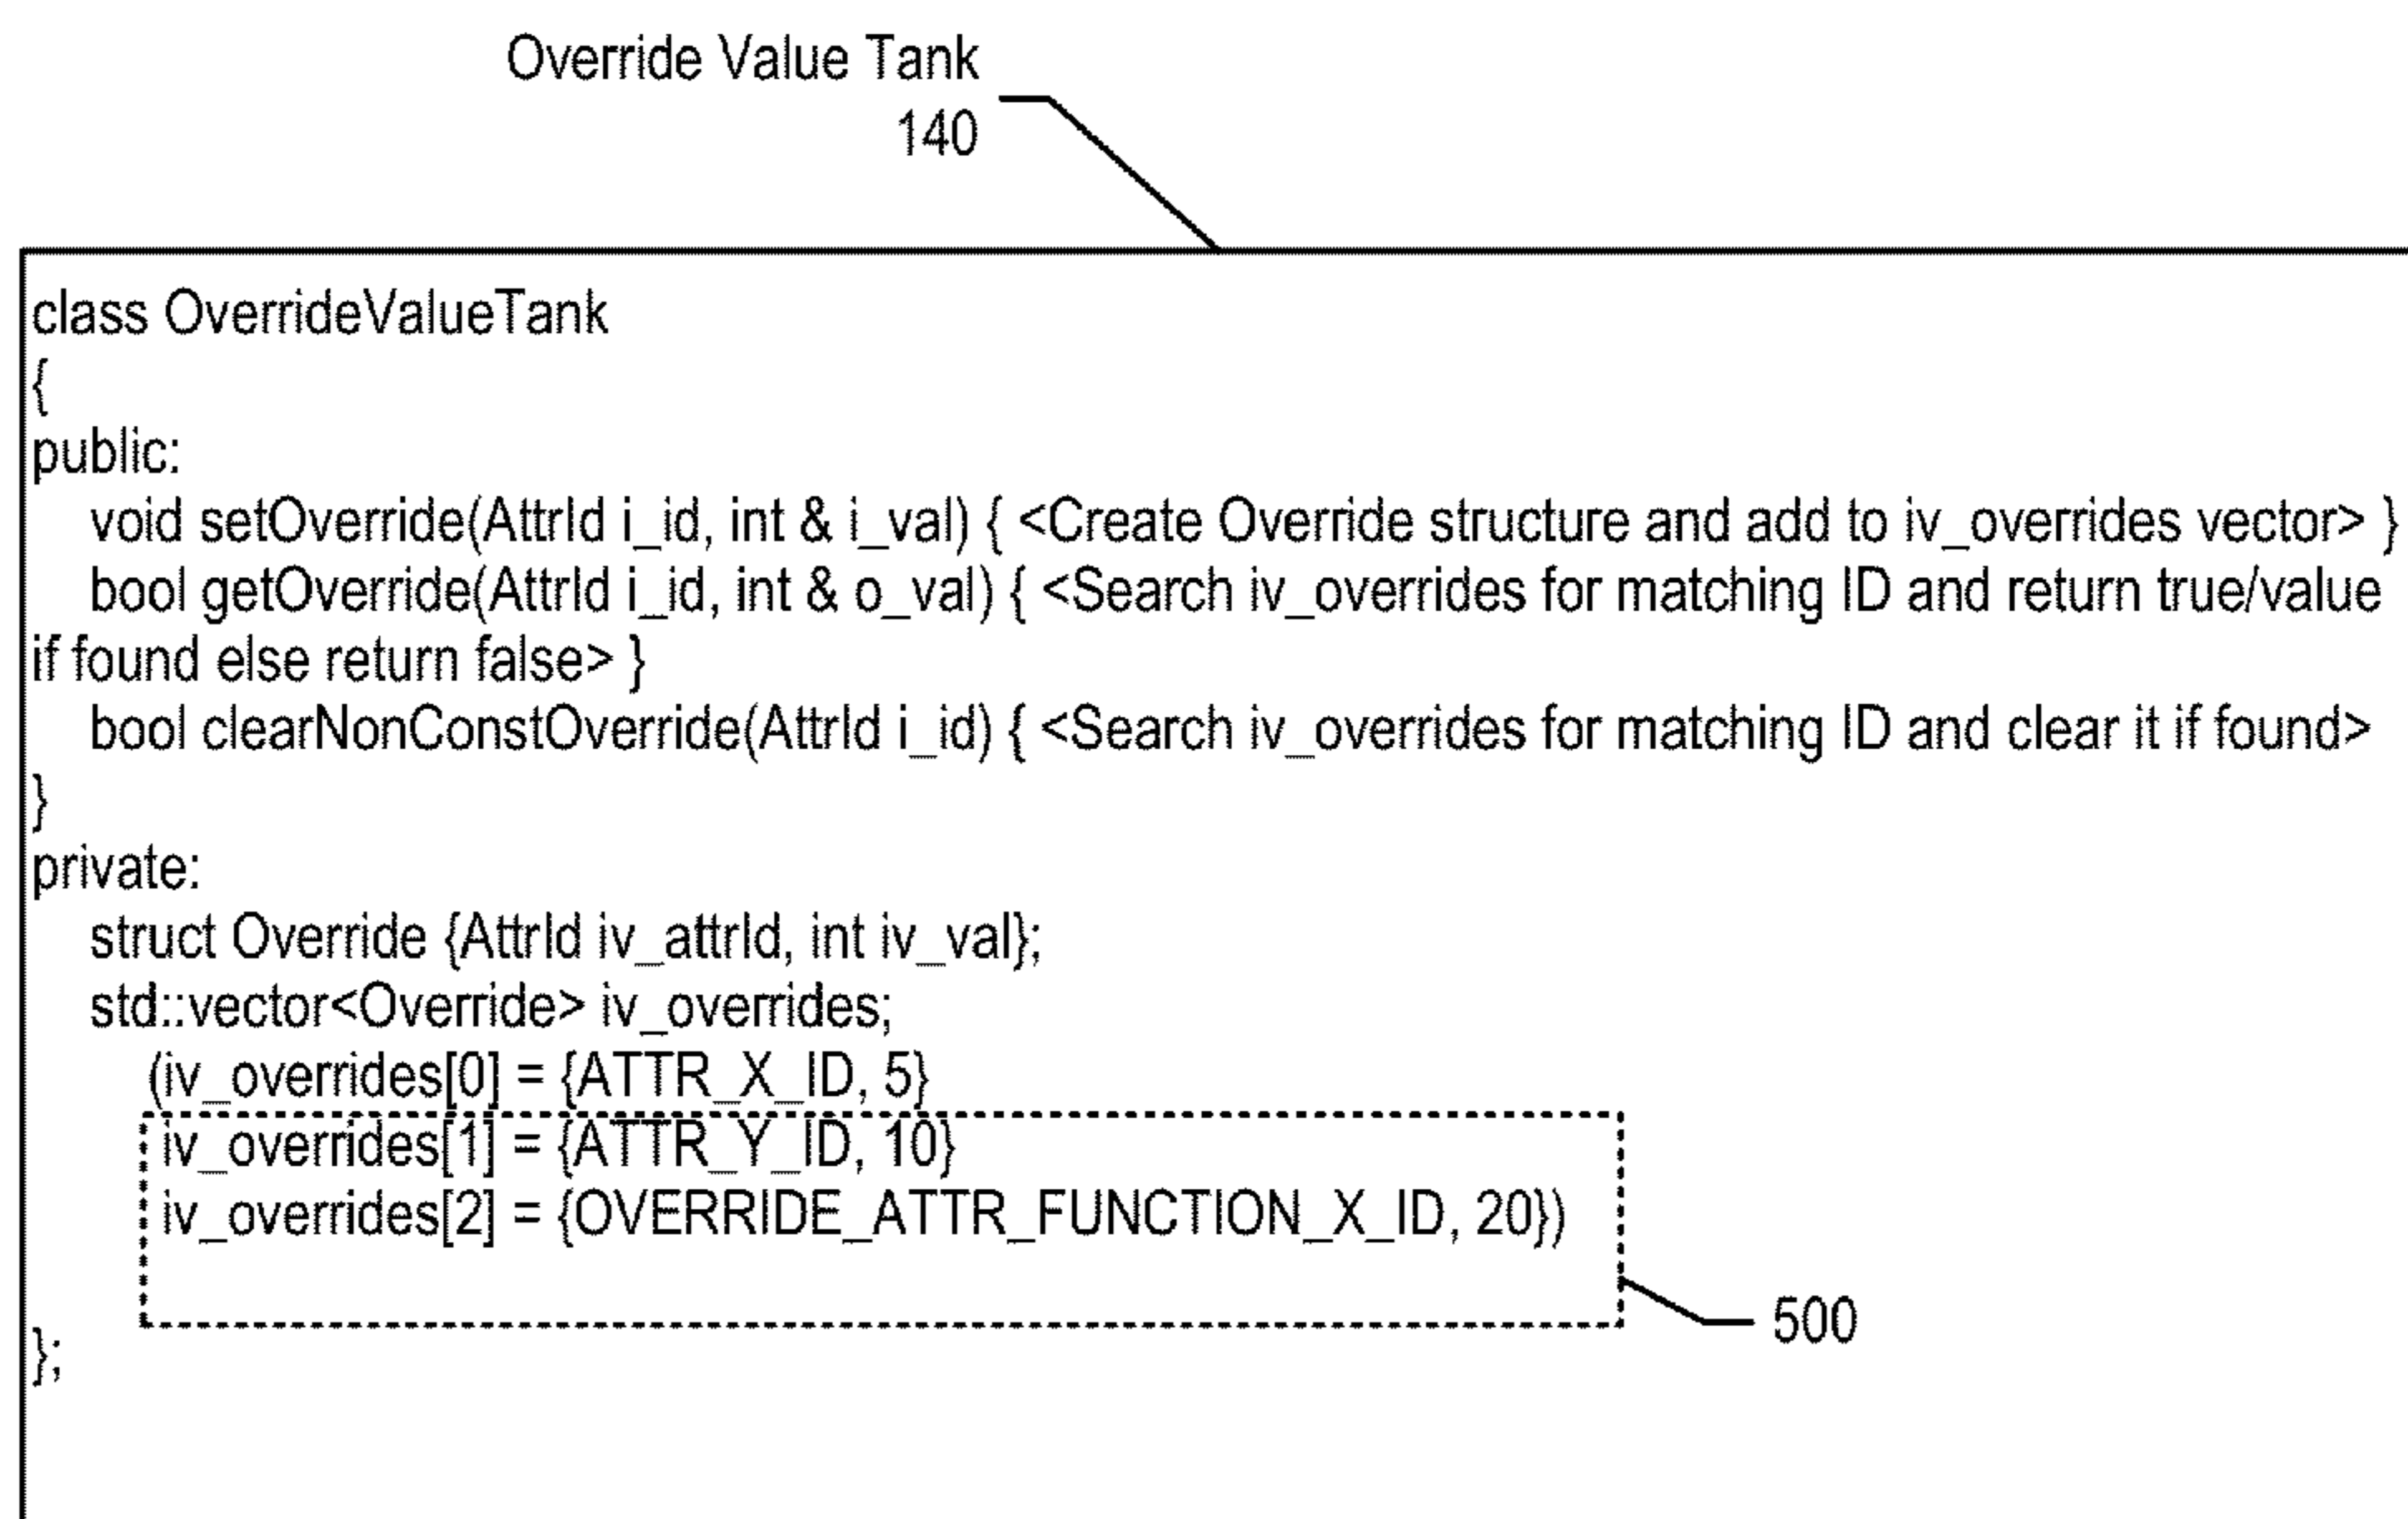 Override Value Tank
140
class OverrideValueTank
{
public:
void setOverride(AttrId i_id, int & i_val) { <Create Override structure and add to iv_overrides vector> }
bool getOverride(AttrId i_id, int & o_val) { <Search iv_overrides for matching ID and return true/value
if found else return false> }
bool clearNonConstOverride(AttrId i_id) { <Search iv_overrides for matching ID and clear it if found>
}
private:
struct Override {AttrId iv_attrId, int iv_val};
std::vector<Override> iv_overrides;
(iv_overrides[0] = {ATTR_X_ID, 5}
iv_overrides[1] = {ATTR_Y_ID, 10}
iv_overrides[2] = {OVERRIDE_ATTR_FUNCTION_X_ID, 20})
500
};